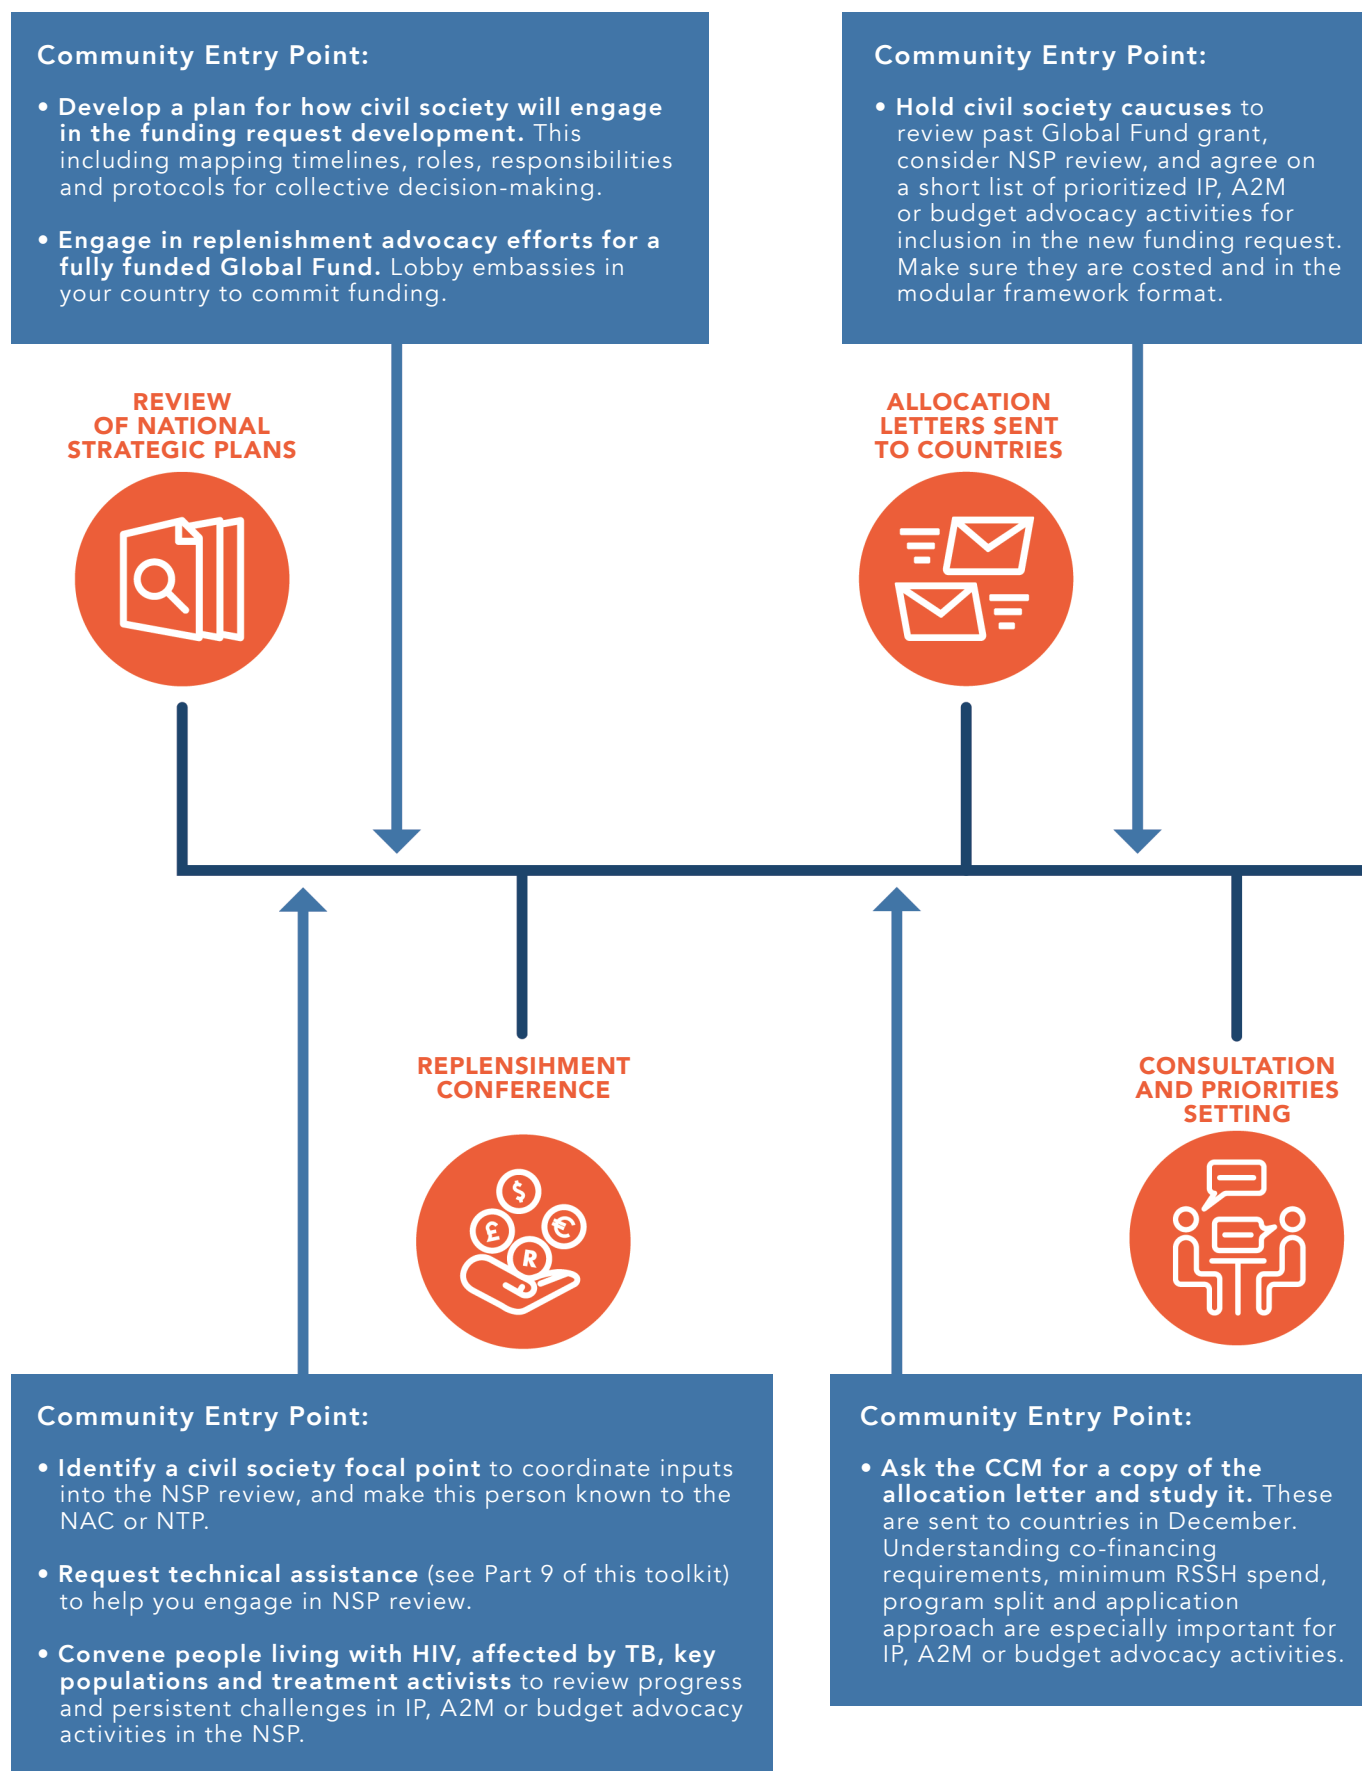 Community Entry Point:
• Develop a plan for how civil society will engage
in the funding request development. This
including mapping timelines, roles, responsibilities
and protocols for collective decision-making.
• Engage in replenishment advocacy efforts for a
fully funded Global Fund. Lobby embassies in
your country to commit funding.
Community Entry Point:
• Hold civil society caucuses to
review past Global Fund grant,
consider NSP review, and agree on
a short list of prioritized IP, A2M
or budget advocacy activities for
inclusion in the new funding request.
Make sure they are costed and in the
modular framework format.
REVIEW
OF NATIONAL
STRATEGIC PLANS
ALLOCATION
LETTERS SENT
TO COUNTRIES
REPLENSIHMENT
CONFERENCE
$
£
€
R
CONSULTATION
AND PRIORITIES
SETTING
Community Entry Point:
• Identify a civil society focal point to coordinate inputs
into the NSP review, and make this person known to the
NAC or NTP.
• Request technical assistance (see Part 9 of this toolkit)
to help you engage in NSP review.
• Convene people living with HIV, affected by TB, key
populations and treatment activists to review progress
and persistent challenges in IP, A2M or budget advocacy
activities in the NSP.
Community Entry Point:
• Ask the CCM for a copy of the
allocation letter and study it. These
are sent to countries in December.
Understanding co-financing
requirements, minimum RSSH spend,
program split and application
approach are especially important for
IP, A2M or budget advocacy activities.